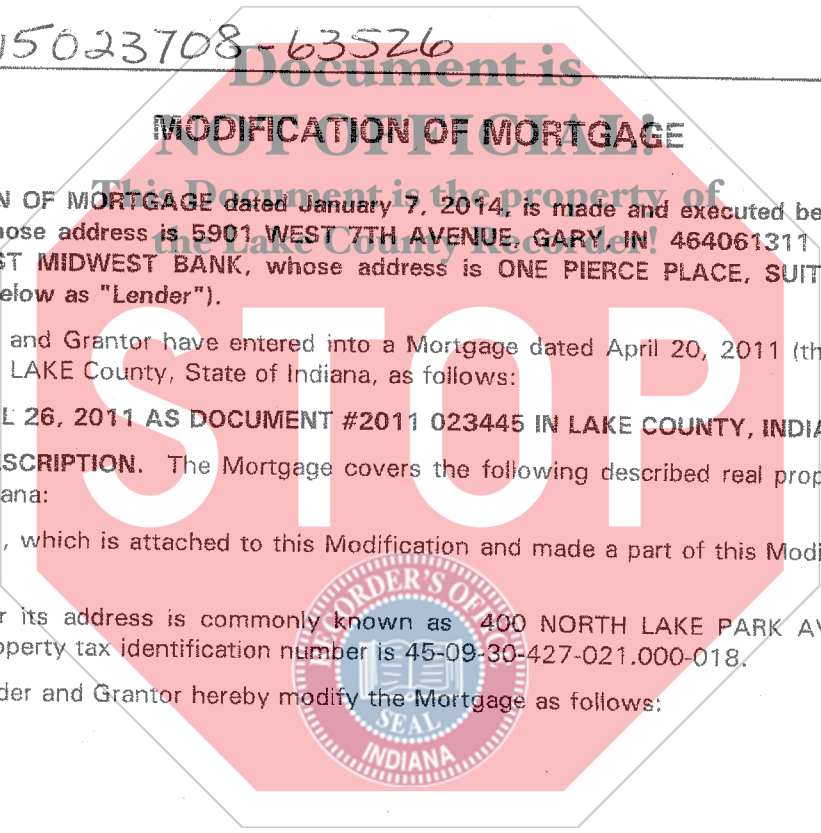 15023708-63526
Document is
MODIFICATION OF MORTGAGE
NOT OFFICIAL!
This Document is the property of
N OF MORTGAGE dated January 7, 2014, is made and executed be
the Lake County Recorder!
hose address is 5901 WEST 7TH AVENUE, GARY, IN 464061311
ST MIDWEST BANK, whose address is ONE PIERCE PLACE, SUIT
elow as "Lender").
and Grantor have entered into a Mortgage dated April 20, 2011 (th
LAKE County, State of Indiana, as follows:
STOP
L 26, 2011 AS DOCUMENT #2011 023445 IN LAKE COUNTY, INDIA
SCRIPTION. The Mortgage covers the following described real prop
ana:
, which is attached to this Modification and made a part of this Modi
r its address is commonly known as 400 NORTH LAKE PARK AV
operty tax identification number is 45-09-30-427-021.000-018.
der and Grantor hereby modify the Mortgage as follows:
RECORDER'S OFFICE
SEAL
INDIANA